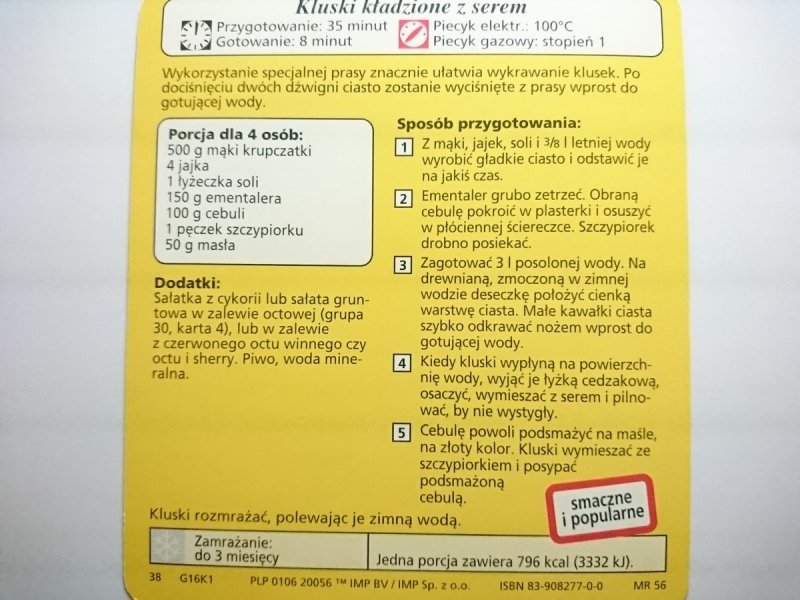 Kluski kładzione z serem
Przygotowanie: 35 minut
Gotowanie: 8 minut
Piecyk elektr.: 100°C
Piecyk gazowy: stopień 1
Wykorzystanie specjalnej prasy znacznie ułatwia wykrawanie klusek. Po
dociśnięciu dwóch dźwigni ciasto zostanie wyciśnięte z prasy wprost do
gotującej wody.
Porcja dla 4 osób:
500 g mąki krupczatki
4 jajka
1 łyżeczka soli
150 g ementalera
100 g cebuli
1 pęczek szczypiorku
50 g masła
Dodatki:
Sałatka z cykorii lub sałata grun-
towa w zalewie octowej (grupa
30, karta 4), lub w zalewie
z czerwonego octu winnego czy
octu i sherry. Piwo, woda mine-
ralna.
Sposób przygotowania:
1 Z mąki, jajek, soli i 3/8 l letniej wody
wyrobić gładkie ciasto i odstawić je
na jakiś czas.
2 Ementaler grubo zetrzeć. Obraną
cebulę pokroić w plasterki i osuszyć
w płóciennej ściereczce. Szczypiorek
drobno posiekać.
3 Zagotować 3 l posolonej wody. Na
drewnianą, zmoczoną w zimnej
wodzie deseczkę położyć cienką
warstwę ciasta. Małe kawałki ciasta
szybko odkrawać nożem wprost do
gotującej wody.
4 Kiedy kluski wypłyną na powierzch-
nię wody, wyjąć je łyżką cedzakową,
osączyć, wymieszać z serem i pilno-
wać, by nie wystygły.
5 Cebulę powoli podsmażyć na maśle,
na złoty kolor. Kluski wymieszać ze
szczypiorkiem i posypać
podsmażoną
cebulą.
smaczne
i popularne
Kluski rozmrażać, polewając je zimną wodą.
Zamrażanie:
do 3 miesięcy
Jedna porcja zawiera 796 kcal (3332 kJ).
38 G16K1 PLP 0106 20056 ™ IMP BV / IMP Sp. z o.o. ISBN 83-908277-0-0 MR 56